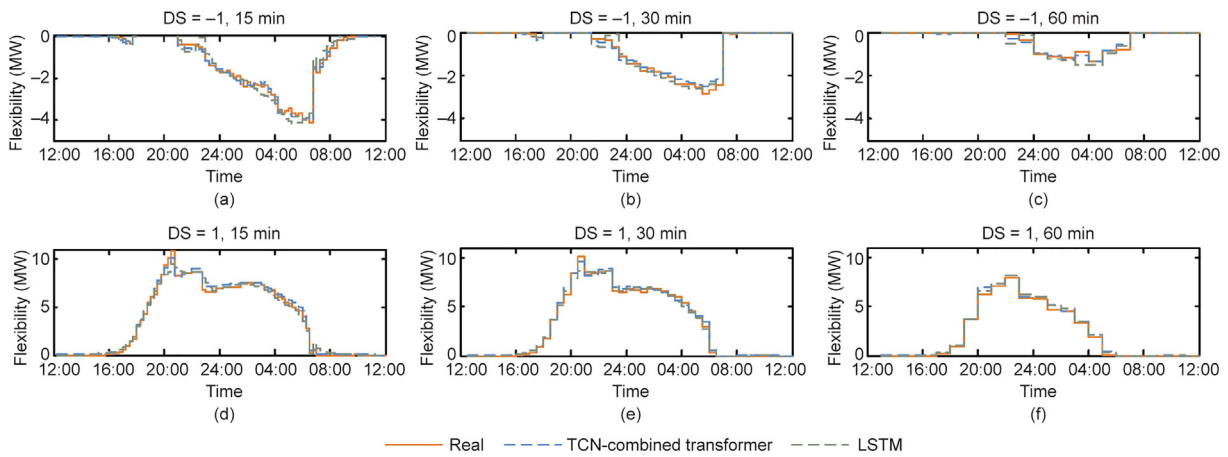 DS = –1, 15 min
Flexibility (MW)
0
–2
–4
12:00 16:00 20:00 24:00 04:00 08:00 12:00
Time
(a)
DS = –1, 30 min
Flexibility (MW)
0
–2
–4
12:00 16:00 20:00 24:00 04:00 08:00 12:00
Time
(b)
DS = –1, 60 min
Flexibility (MW)
0
–2
–4
12:00 16:00 20:00 24:00 04:00 08:00 12:00
Time
(c)
DS = 1, 15 min
Flexibility (MW)
10
5
0
12:00 16:00 20:00 24:00 04:00 08:00 12:00
Time
(d)
DS = 1, 30 min
Flexibility (MW)
10
5
0
12:00 16:00 20:00 24:00 04:00 08:00 12:00
Time
(e)
DS = 1, 60 min
Flexibility (MW)
10
5
0
12:00 16:00 20:00 24:00 04:00 08:00 12:00
Time
(f)
Real TCN-combined transformer LSTM